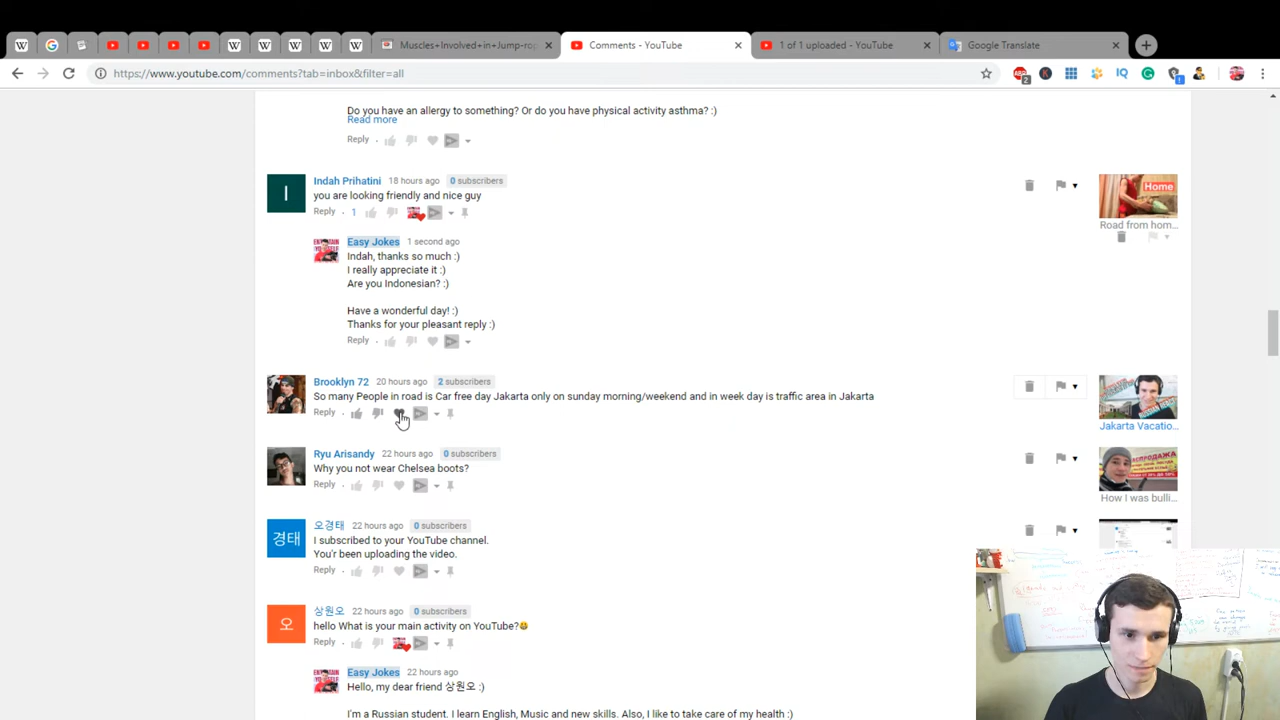 Muscles+Involved+in+Jump-rop
Comments - YouTube
1 of 1 uploaded - YouTube
Google Translate
https://www.youtube.com/comments?tab=inbox&filter=all
Do you have an allergy to something? Or do you have physical activity asthma? :)
Read more
Reply
Indah Prihatini 18 hours ago 0 subscribers
you are looking friendly and nice guy
Reply 1
Home
Road from hom...
Easy Jokes 1 second ago
Indah, thanks so much :)
I really appreciate it :)
Are you Indonesian? :)
Have a wonderful day! :)
Thanks for your pleasant reply :)
Reply
Brooklyn 72 20 hours ago 2 subscribers
So many People in road is Car free day Jakarta only on sunday morning/weekend and in week day is traffic area in Jakarta
Reply
Jakarta Vacatio...
Ryu Arisandy 22 hours ago 0 subscribers
Why you not wear Chelsea boots?
Reply
How I was bulli...
경태
오경태 22 hours ago 0 subscribers
I subscribed to your YouTube channel.
You'r been uploading the video.
Reply
오
상원오 22 hours ago 0 subscribers
hello What is your main activity on YouTube?😀
Reply
Easy Jokes 22 hours ago
Hello, my dear friend 상원오 :)
I'm a Russian student. I learn English, Music and new skills. Also, I like to take care of my health :)